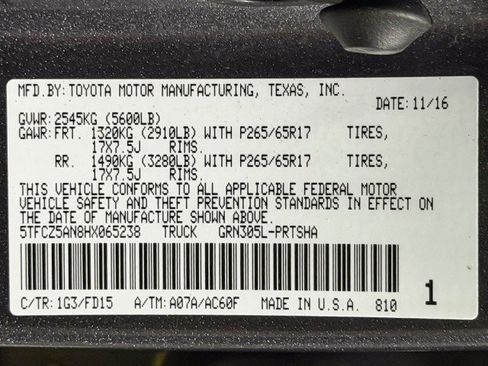 MFD.BY:TOYOTA MOTOR MANUFACTURING, TEXAS, INC.
DATE:11/16
GVWR:2545KG (5600LB)
GAWR:FRT. 1320KG (2910LB) WITH P265/65R17 TIRES,
17X7.5J RIMS.
RR. 1490KG (3280LB) WITH P265/65R17 TIRES,
17X7.5J RIMS.
THIS VEHICLE CONFORMS TO ALL APPLICABLE FEDERAL MOTOR
VEHICLE SAFETY AND THEFT PREVENTION STANDARDS IN EFFECT ON
THE DATE OF MANUFACTURE SHOWN ABOVE.
5TFCZ5AN8HX065238 TRUCK GRN305L-PRTSHA
C/TR:1G3/FD15 A/TM:A07A/AC60F MADE IN U.S.A. 810 1